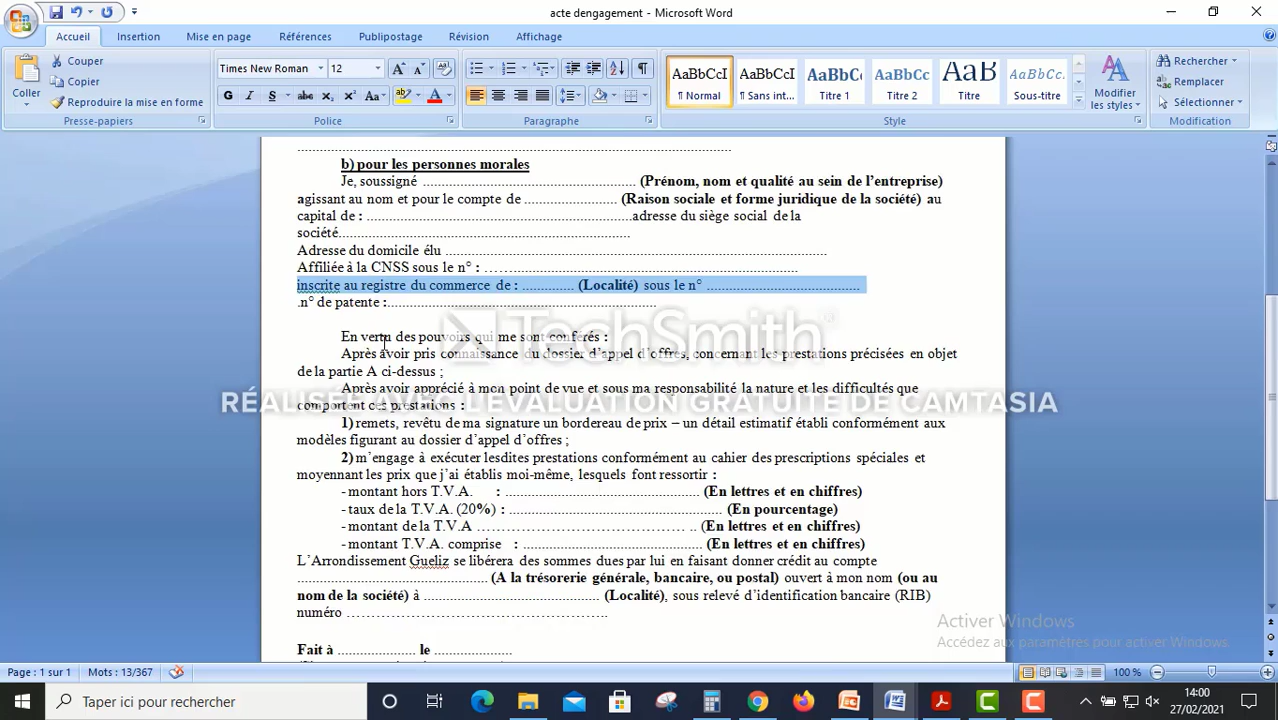 acte dengagement - Microsoft Word
Accueil Insertion Mise en page Références Publipostage Révision Affichage
Coller
Couper
Copier
Reproduire la mise en forme
Presse-papiers
Times New Roman 12
G I S abe X₂ X² Aa
Police
Paragraphe
AaBbCcI AaBbCcI AaBbC AaBbCc AaB AaBbCc.
¶ Normal ¶ Sans int... Titre 1 Titre 2 Titre Sous-titre
Style
Modifier les styles
Rechercher
Remplacer
Sélectionner
Modification
b) pour les personnes morales
Je, soussigné .......................................................... (Prénom, nom et qualité au sein de l’entreprise)
agissant au nom et pour le compte de ......................... (Raison sociale et forme juridique de la société) au
capital de : ........................................................................adresse du siège social de la
société................................................................................
Adresse du domicile élu ........................................................................................................
Affiliée à la CNSS sous le n° : ……...............................................................................
inscrite au registre du commerce de : .............. (Localité) sous le n° ..........................................
.n° de patente :.........................................................................
En vertu des pouvoirs qui me sont conférés :
Après avoir pris connaissance du dossier d’appel d’offres, concernant les prestations précisées en objet
de la partie A ci-dessus ;
Après avoir apprécié à mon point de vue et sous ma responsabilité la nature et les difficultés que
comportent ces prestations :
1) remets, revêtu de ma signature un bordereau de prix – un détail estimatif établi conformément aux
modèles figurant au dossier d’appel d’offres ;
2) m’engage à exécuter lesdites prestations conformément au cahier des prescriptions spéciales et
moyennant les prix que j’ai établis moi-même, lesquels font ressortir :
- montant hors T.V.A. : ..................................................... (En lettres et en chiffres)
- taux de la T.V.A. (20%) : .......................................................... (En pourcentage)
- montant de la T.V.A ………………………………… .. (En lettres et en chiffres)
- montant T.V.A. comprise : ................................................. (En lettres et en chiffres)
L’Arrondissement Gueliz se libérera des sommes dues par lui en faisant donner crédit au compte
.................................................... (A la trésorerie générale, bancaire, ou postal) ouvert à mon nom (ou au
nom de la société) à ................................................ (Localité), sous relevé d’identification bancaire (RIB)
numéro ……………………………………..
Fait à ..................... le .....................
TechSmith
RÉALISÉE AVEC L'ÉVALUATION GRATUITE DE CAMTASIA
Activer Windows
Accédez aux paramètres pour activer Windows.
Page : 1 sur 1 Mots : 13/367 100 %
Taper ici pour rechercher
14:00
27/02/2021